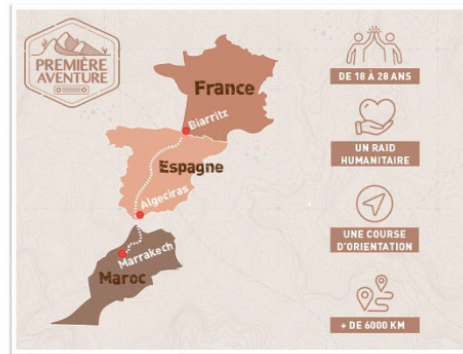 PREMIÈRE
AVENTURE
France
Biarritz
Espagne
Algeciras
Marrakech
Maroc
DE 18 À 28 ANS
UN RAID
HUMANITAIRE
UNE COURSE
D'ORIENTATION
+ DE 6000 KM